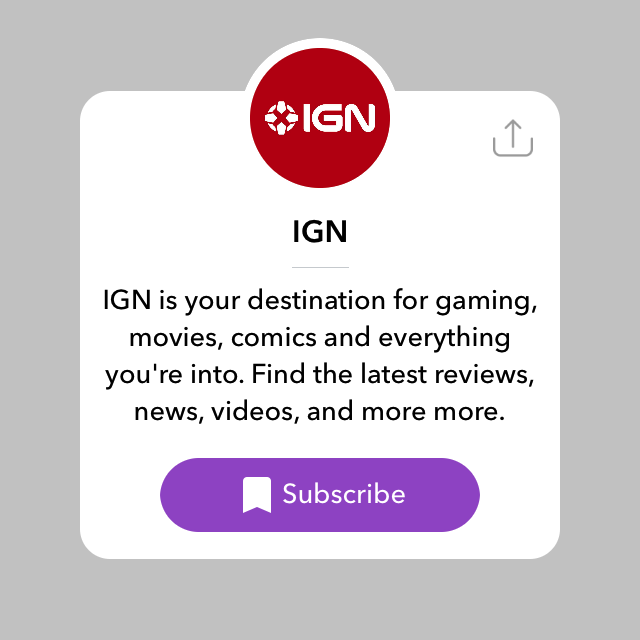 IGN
IGN
IGN is your destination for gaming,
movies, comics and everything
you're into. Find the latest reviews,
news, videos, and more more.
Subscribe